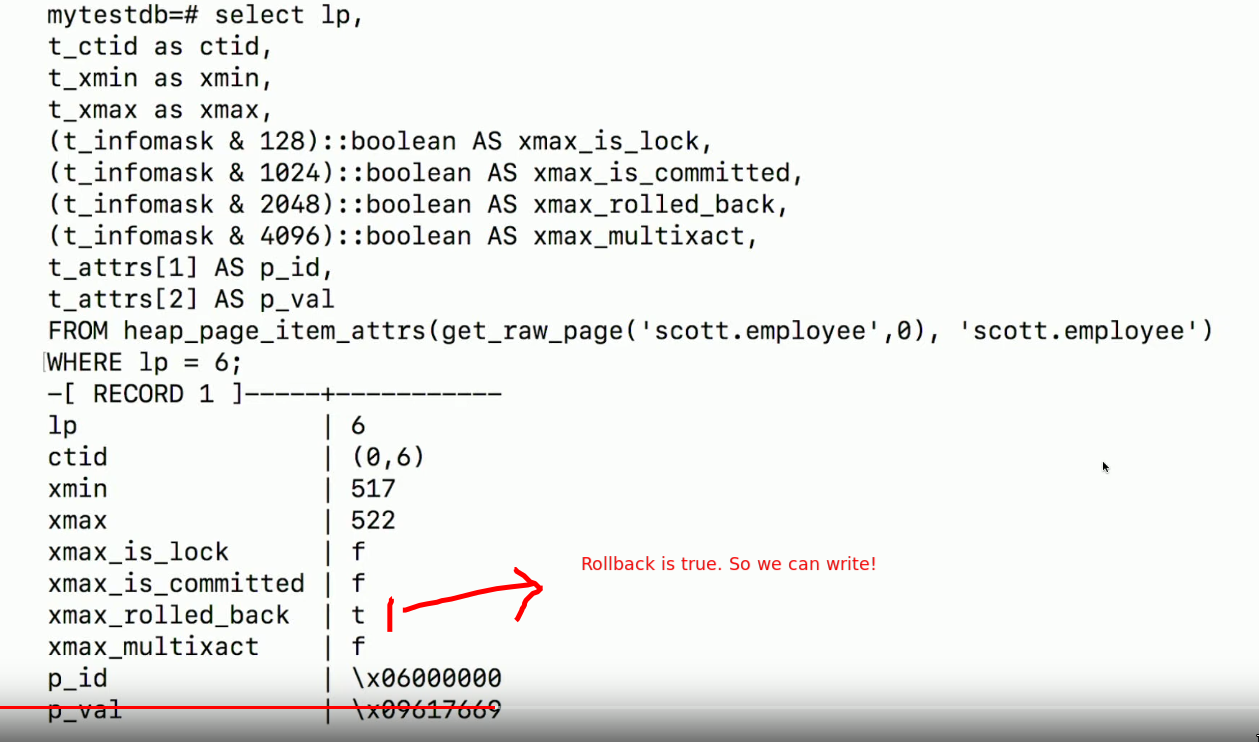 mytestdb=# select lp,
t_ctid as ctid,
t_xmin as xmin,
t_xmax as xmax,
(t_infomask & 128)::boolean AS xmax_is_lock,
(t_infomask & 1024)::boolean AS xmax_is_committed,
(t_infomask & 2048)::boolean AS xmax_rolled_back,
(t_infomask & 4096)::boolean AS xmax_multixact,
t_attrs[1] AS p_id,
t_attrs[2] AS p_val
FROM heap_page_item_attrs(get_raw_page('scott.employee',0), 'scott.employee')
WHERE lp = 6;
-[ RECORD 1 ]-----+-----------
lp | 6
ctid | (0,6)
xmin | 517
xmax | 522
xmax_is_lock | f
xmax_is_committed | f
xmax_rolled_back | t
Rollback is true. So we can write!
xmax_multixact | f
p_id | \x06000000
p_val | \x09617669